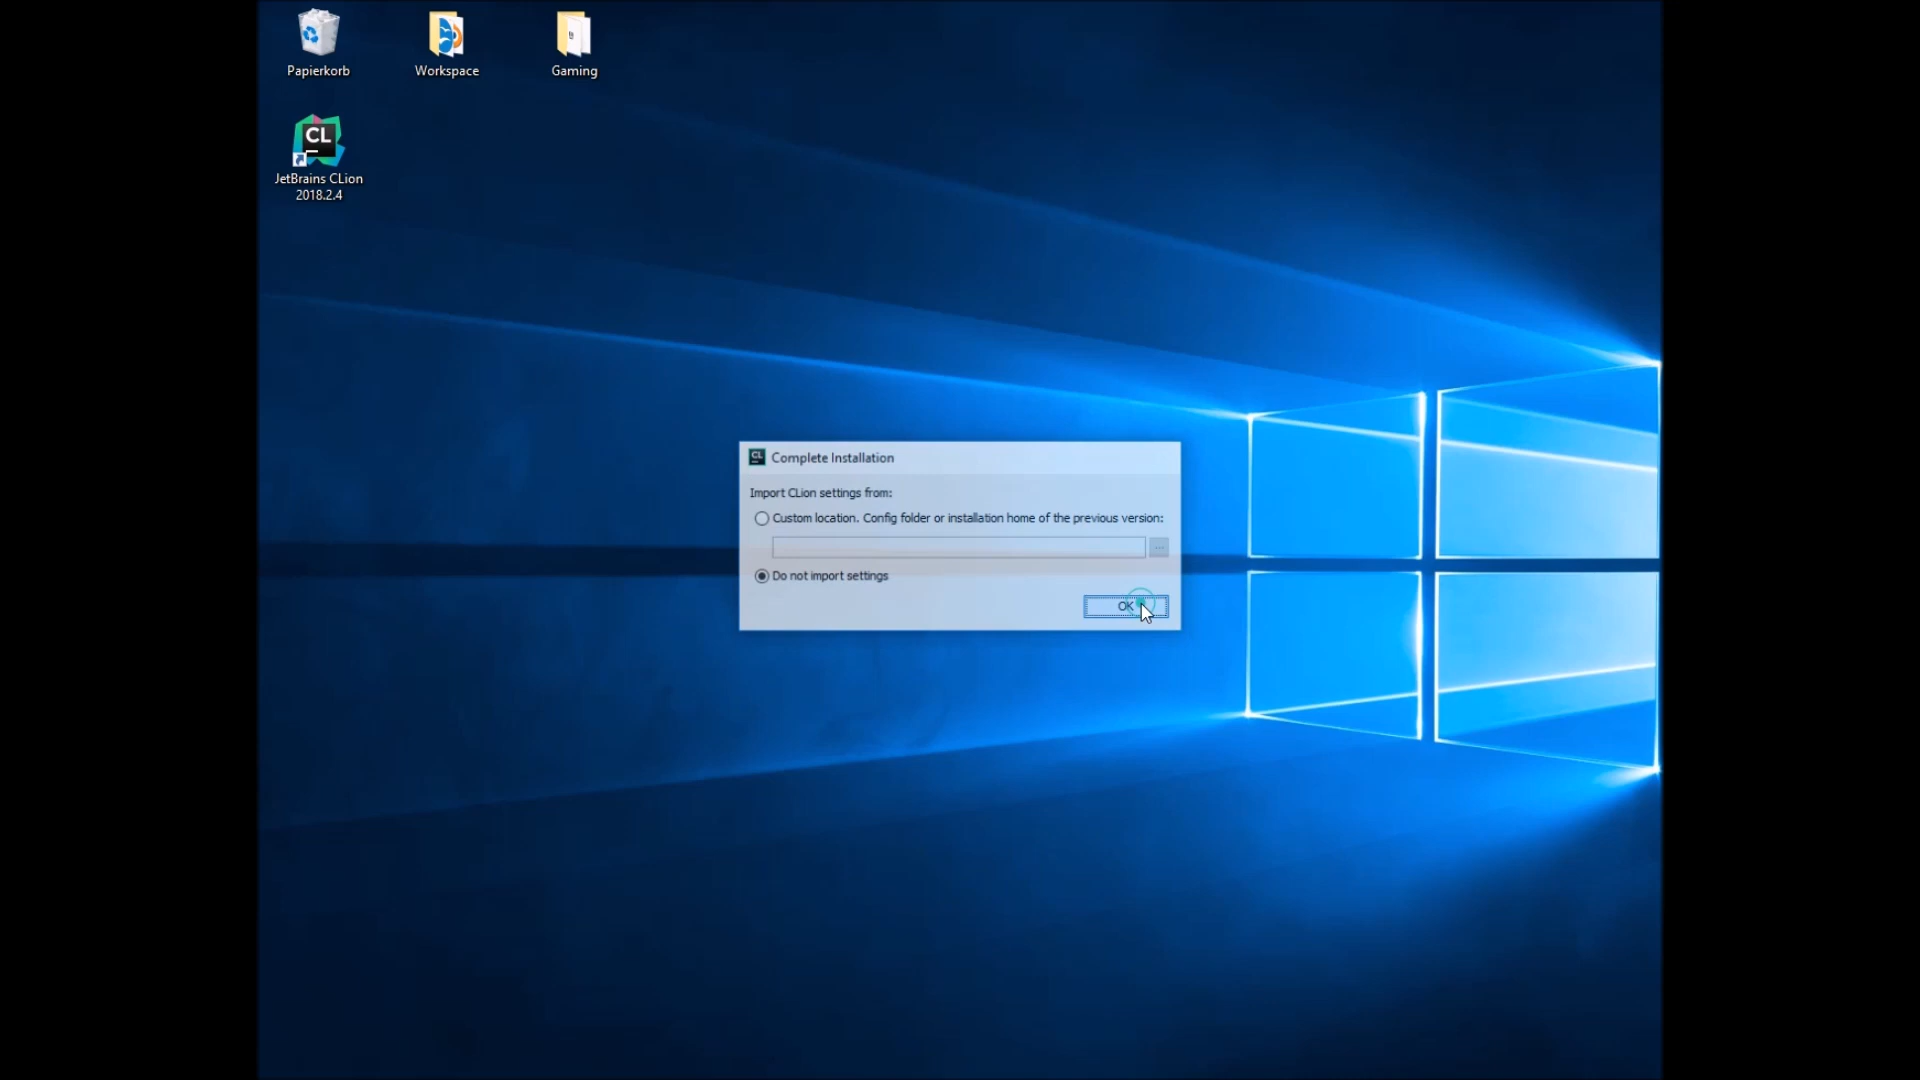 Papierkorb
Workspace
Gaming
CL
JetBrains CLion
2018.2.4
CL
Complete Installation
Import CLion settings from:
Custom location. Config folder or installation home of the previous version:
...
Do not import settings
OK